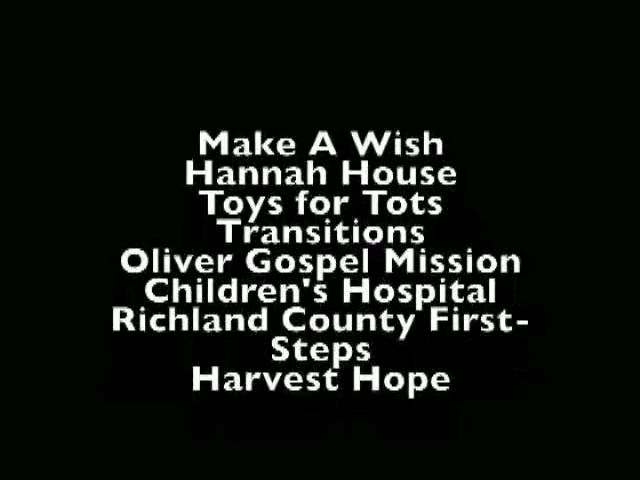 Make A Wish
Hannah House
Toys for Tots
Transitions
Oliver Gospel Mission
Children's Hospital
Richland County First-
Steps
Harvest Hope